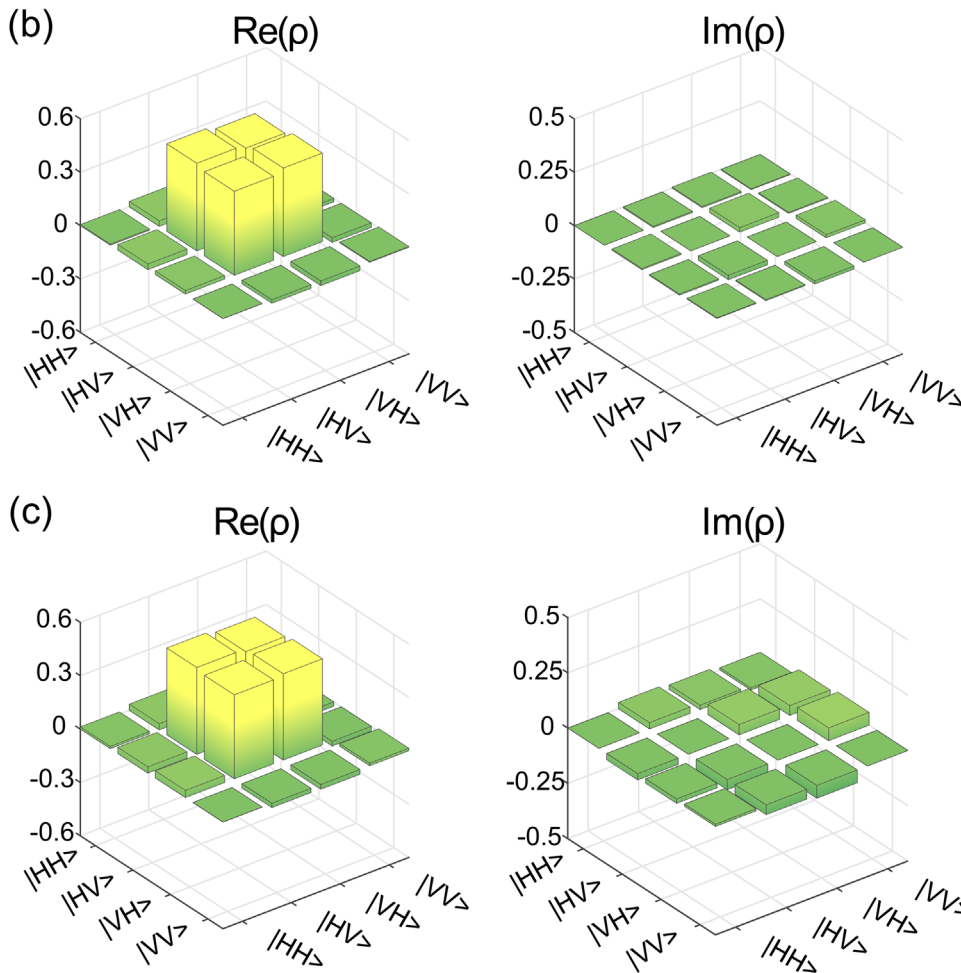 (b)
Re(ρ)
Im(ρ)
0.6
0.3
0
-0.3
-0.6
|HH>
|HV>
|VH>
|VV>
|HH>
|HV>
|VH>
|VV>
0.5
0.25
0
-0.25
-0.5
|HH>
|HV>
|VH>
|VV>
|HH>
|HV>
|VH>
|VV>
(c)
Re(ρ)
Im(ρ)
0.6
0.3
0
-0.3
-0.6
|HH>
|HV>
|VH>
|VV>
|HH>
|HV>
|VH>
|VV>
0.5
0.25
0
-0.25
-0.5
|HH>
|HV>
|VH>
|VV>
|HH>
|HV>
|VH>
|VV>